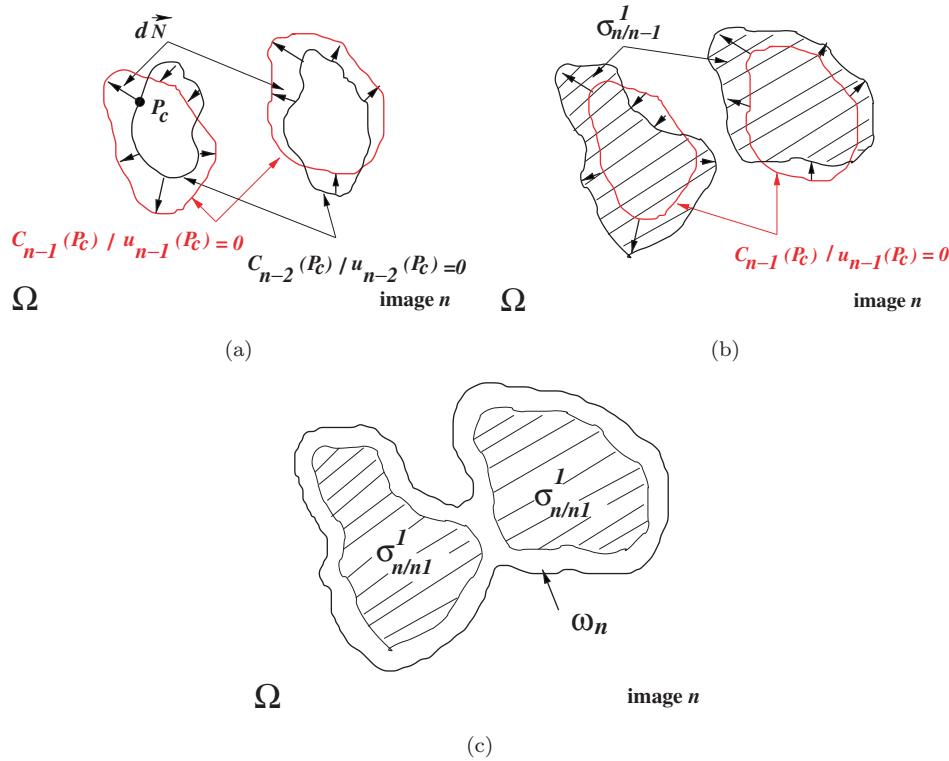 d N⃗
P_c
C_{n-1}(P_c) / u_{n-1}(P_c)=0
C_{n-2}(P_c) / u_{n-2}(P_c)=0
Ω
image n
(a)
σ^1_{n/n-1}
C_{n-1}(P_c) / u_{n-1}(P_c)=0
Ω
image n
(b)
σ^1_{n/n1}
σ^1_{n/n1}
ω_n
Ω
image n
(c)